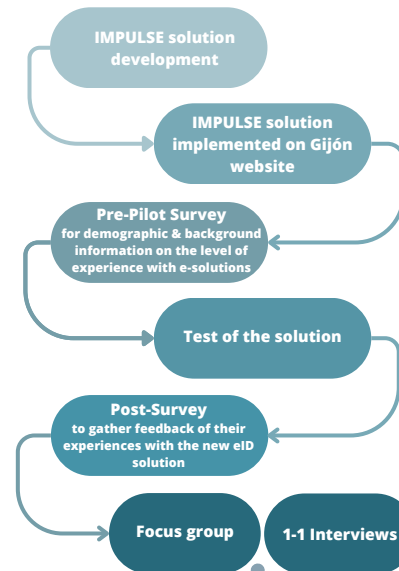 IMPULSE solution
development
IMPULSE solution
implemented on Gijón
website
Pre-Pilot Survey
for demographic & background
information on the level of
experience with e-solutions
Test of the solution
Post-Survey
to gather feedback of their
experiences with the new eID
solution
Focus group
1-1 Interviews